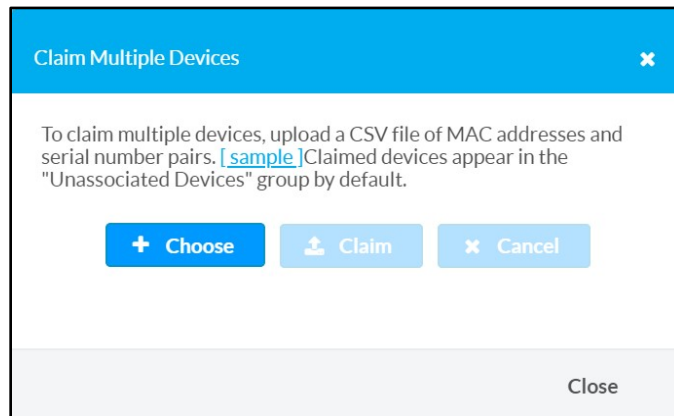 Claim Multiple Devices
To claim multiple devices, upload a CSV file of MAC addresses and
serial number pairs. [ sample ]Claimed devices appear in the
"Unassociated Devices" group by default.
Choose Claim Cancel
Close